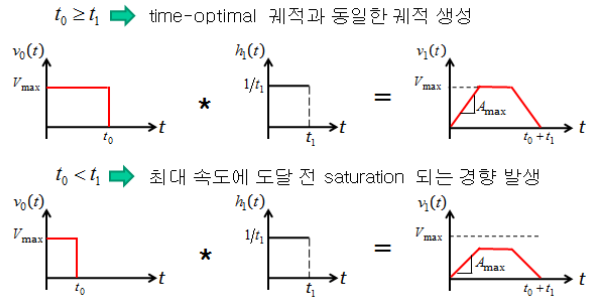 t₀ ≥ t₁ ➡ time-optimal 궤적과 동일한 궤적 생성
v₀(t) h₁(t) v₁(t)
Vmax 1/t₁ Vmax
* = Amax
t₀ t t₁ t t₀ + t₁ t
t₀ < t₁ ➡ 최대 속도에 도달 전 saturation 되는 경향 발생
v₀(t) h₁(t) v₁(t)
Vmax 1/t₁ Vmax
* = Amax
t₀ t t₁ t t₀ + t₁ t